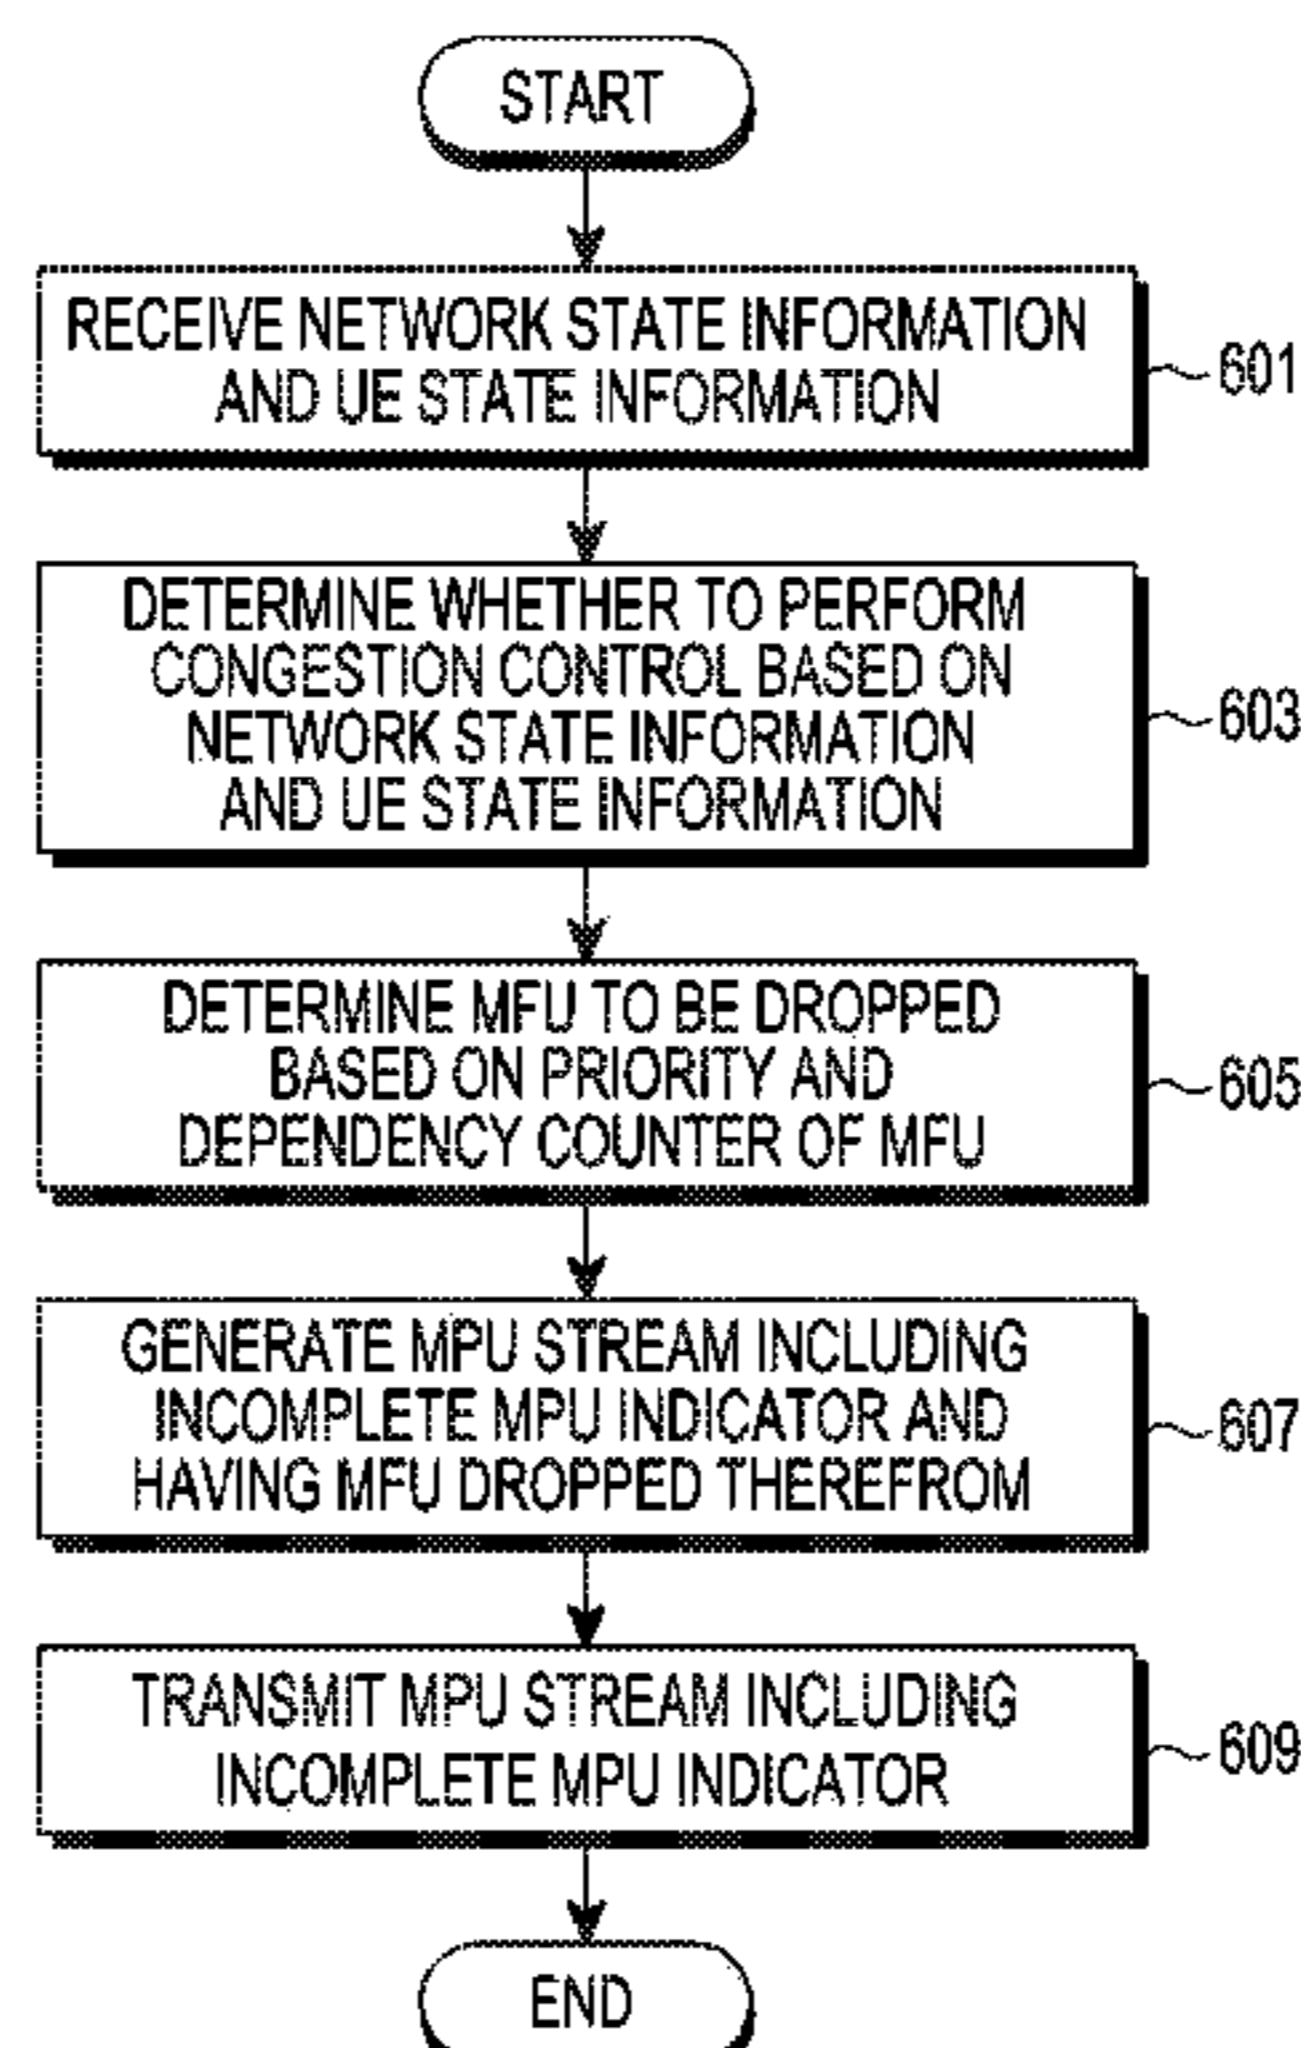 START
RECEIVE NETWORK STATE INFORMATION
AND UE STATE INFORMATION
601
DETERMINE WHETHER TO PERFORM
CONGESTION CONTROL BASED ON
NETWORK STATE INFORMATION
AND UE STATE INFORMATION
603
DETERMINE MFU TO BE DROPPED
BASED ON PRIORITY AND
DEPENDENCY COUNTER OF MFU
605
GENERATE MPU STREAM INCLUDING
INCOMPLETE MPU INDICATOR AND
HAVING MFU DROPPED THEREFROM
607
TRANSMIT MPU STREAM INCLUDING
INCOMPLETE MPU INDICATOR
609
END